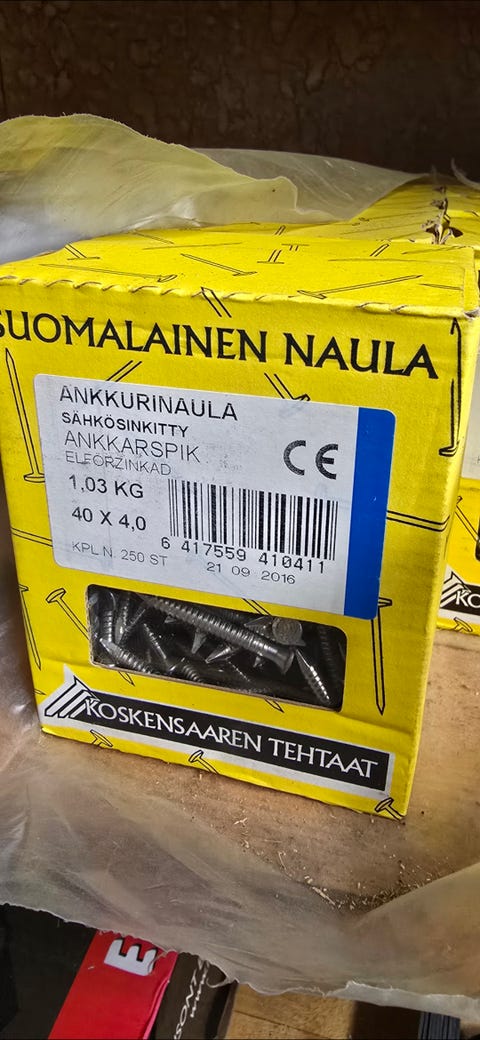 SUOMALAINEN NAULA
ANKKURINAULA
SÄHKÖSINKITTY
ANKKARSPIK
ELFÖRZINKAD
CE
1,03 KG
40 X 4,0
6 417559 410411
KPL N. 250 ST
21 09 2016
KOSKENSAAREN TEHTAAT
KO
E